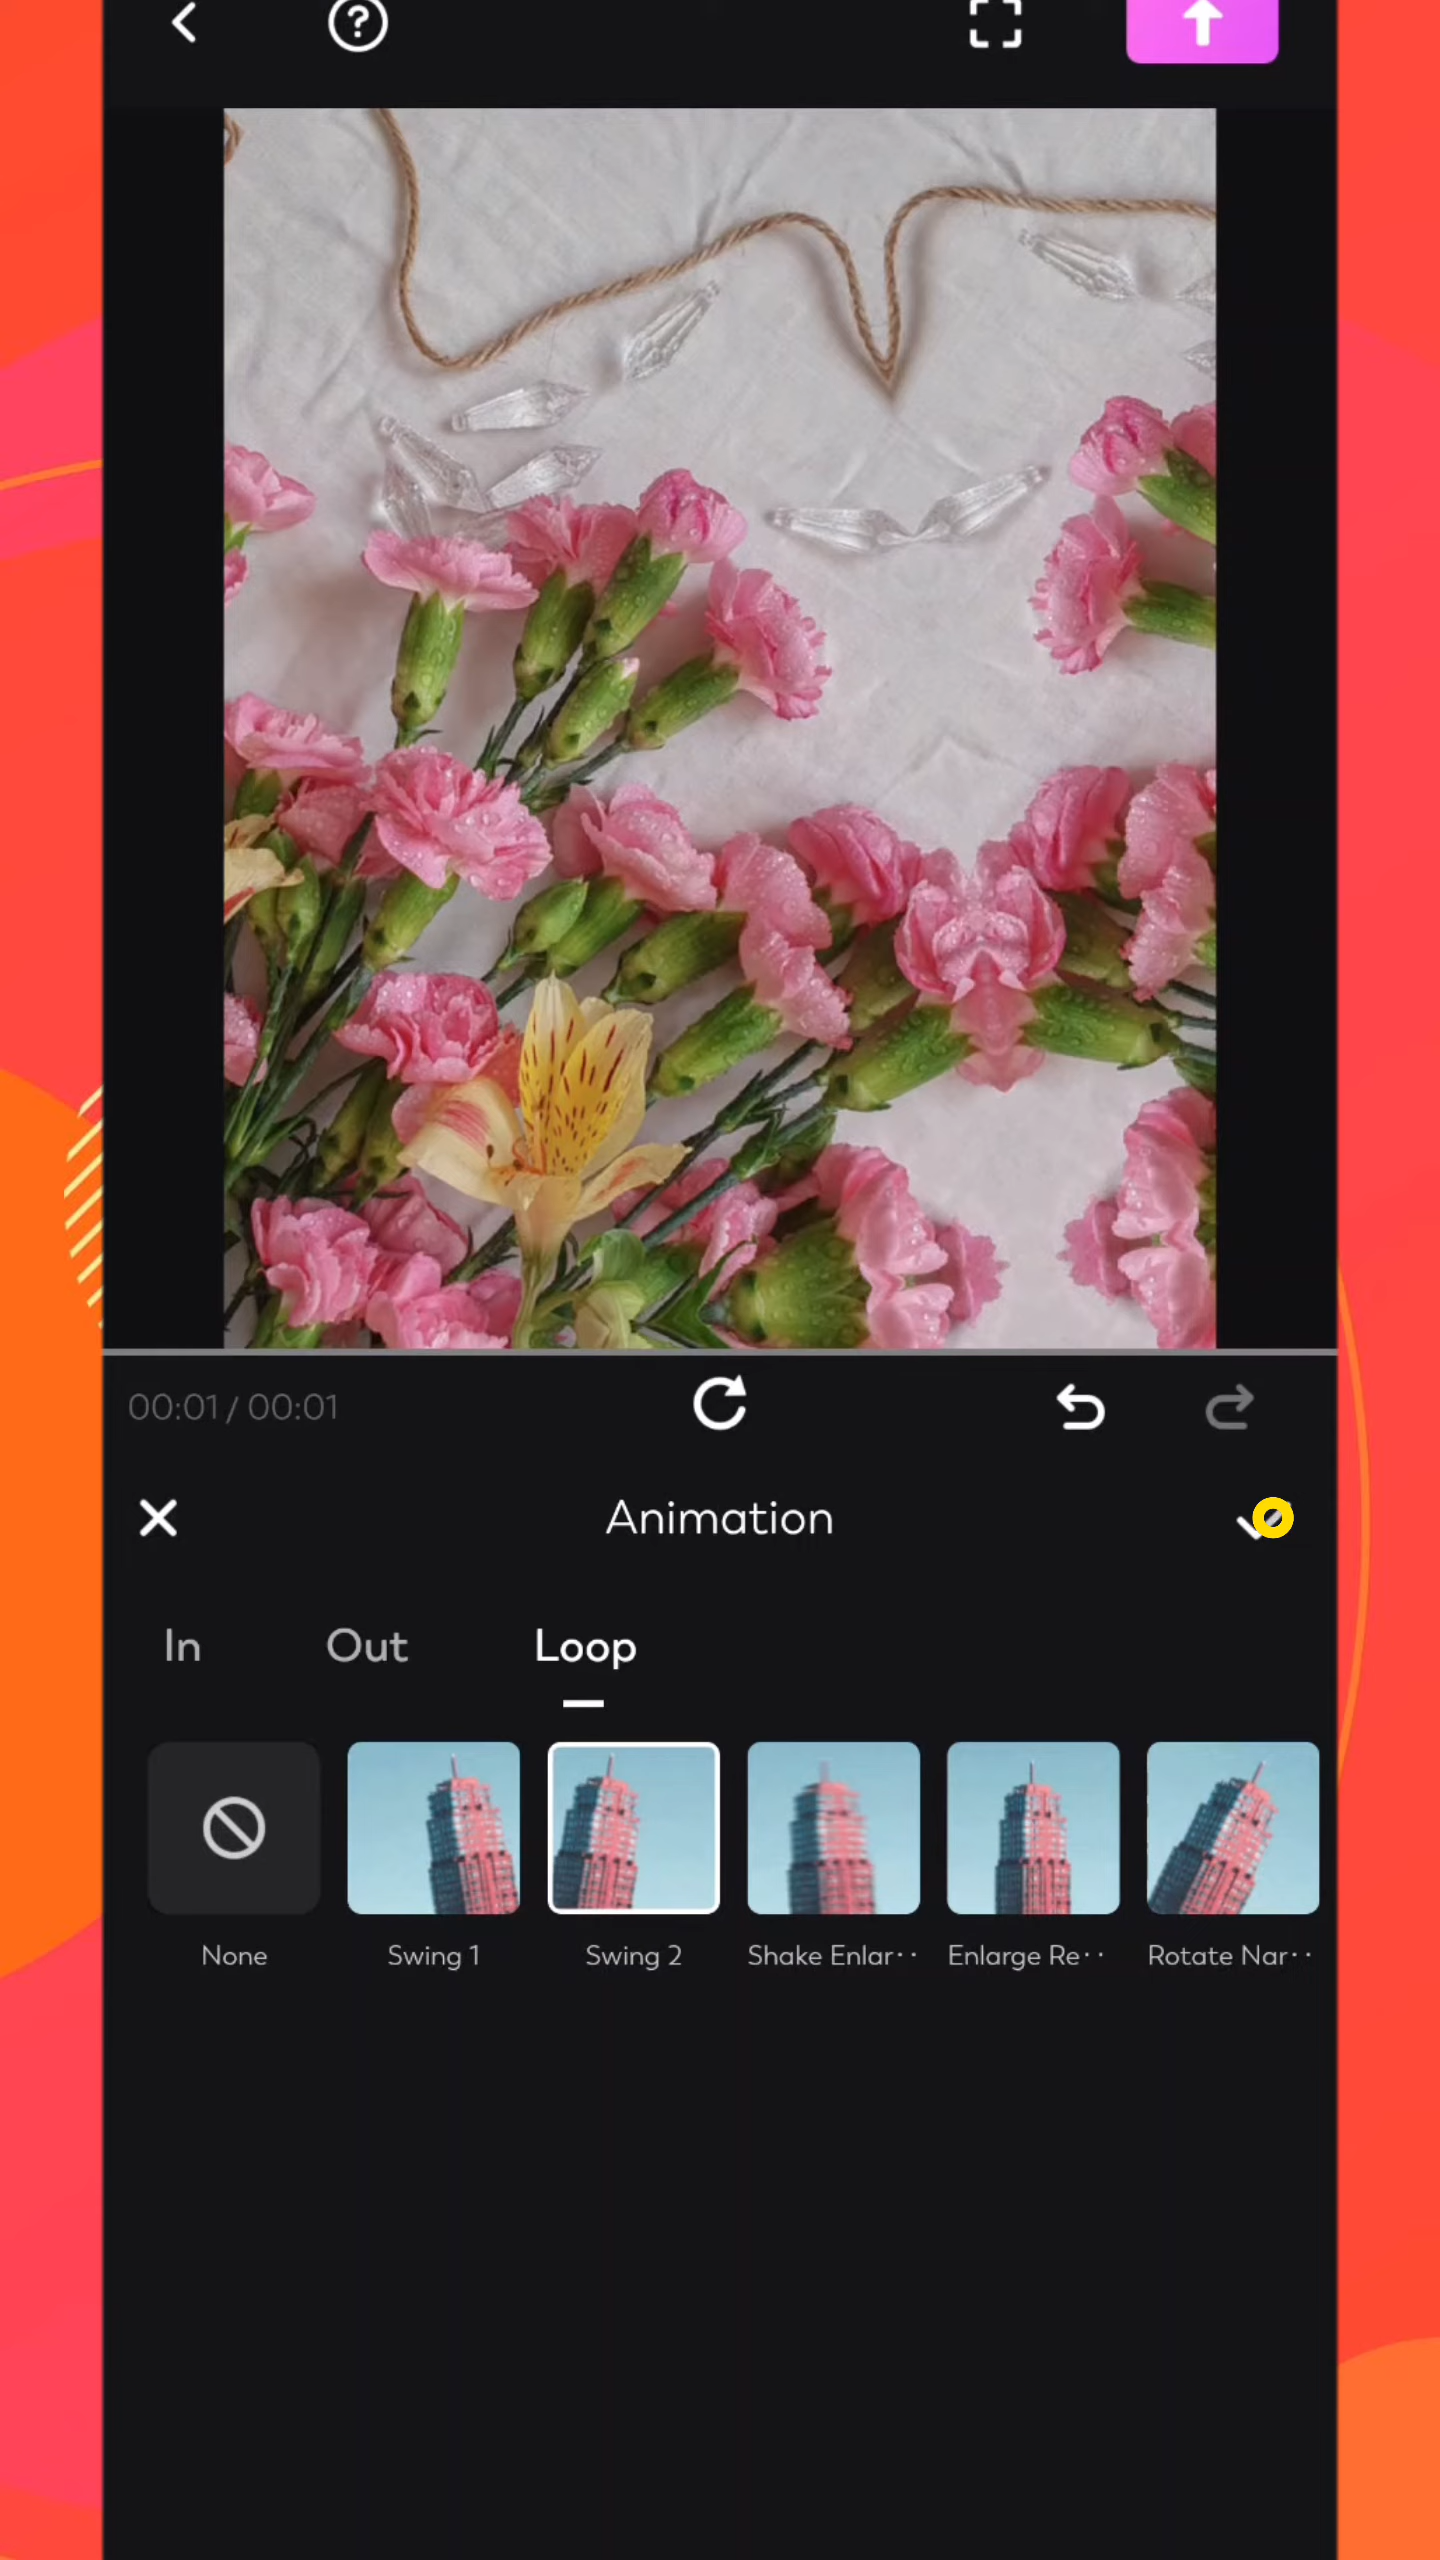 00:01 / 00:01
Animation
In Out Loop
None Swing 1 Swing 2 Shake Enlar·· Enlarge Re·· Rotate Nar··